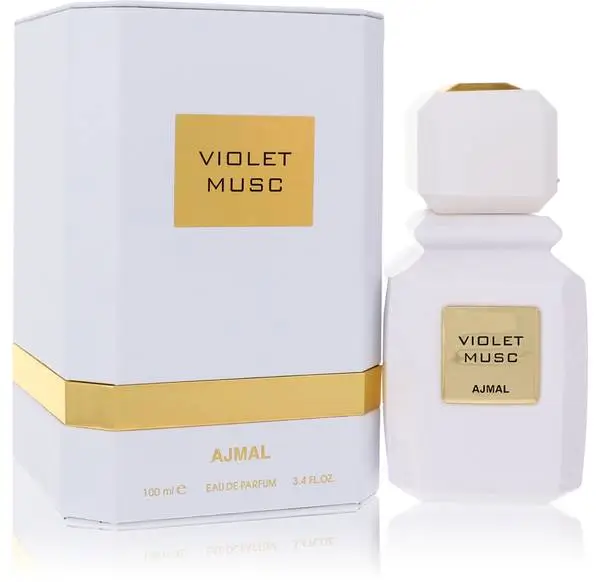 VIOLET
MUSC
AJMAL
100 ml e EAU DE PARFUM 3.4 FL.OZ.
VIOLET
MUSC
AJMAL